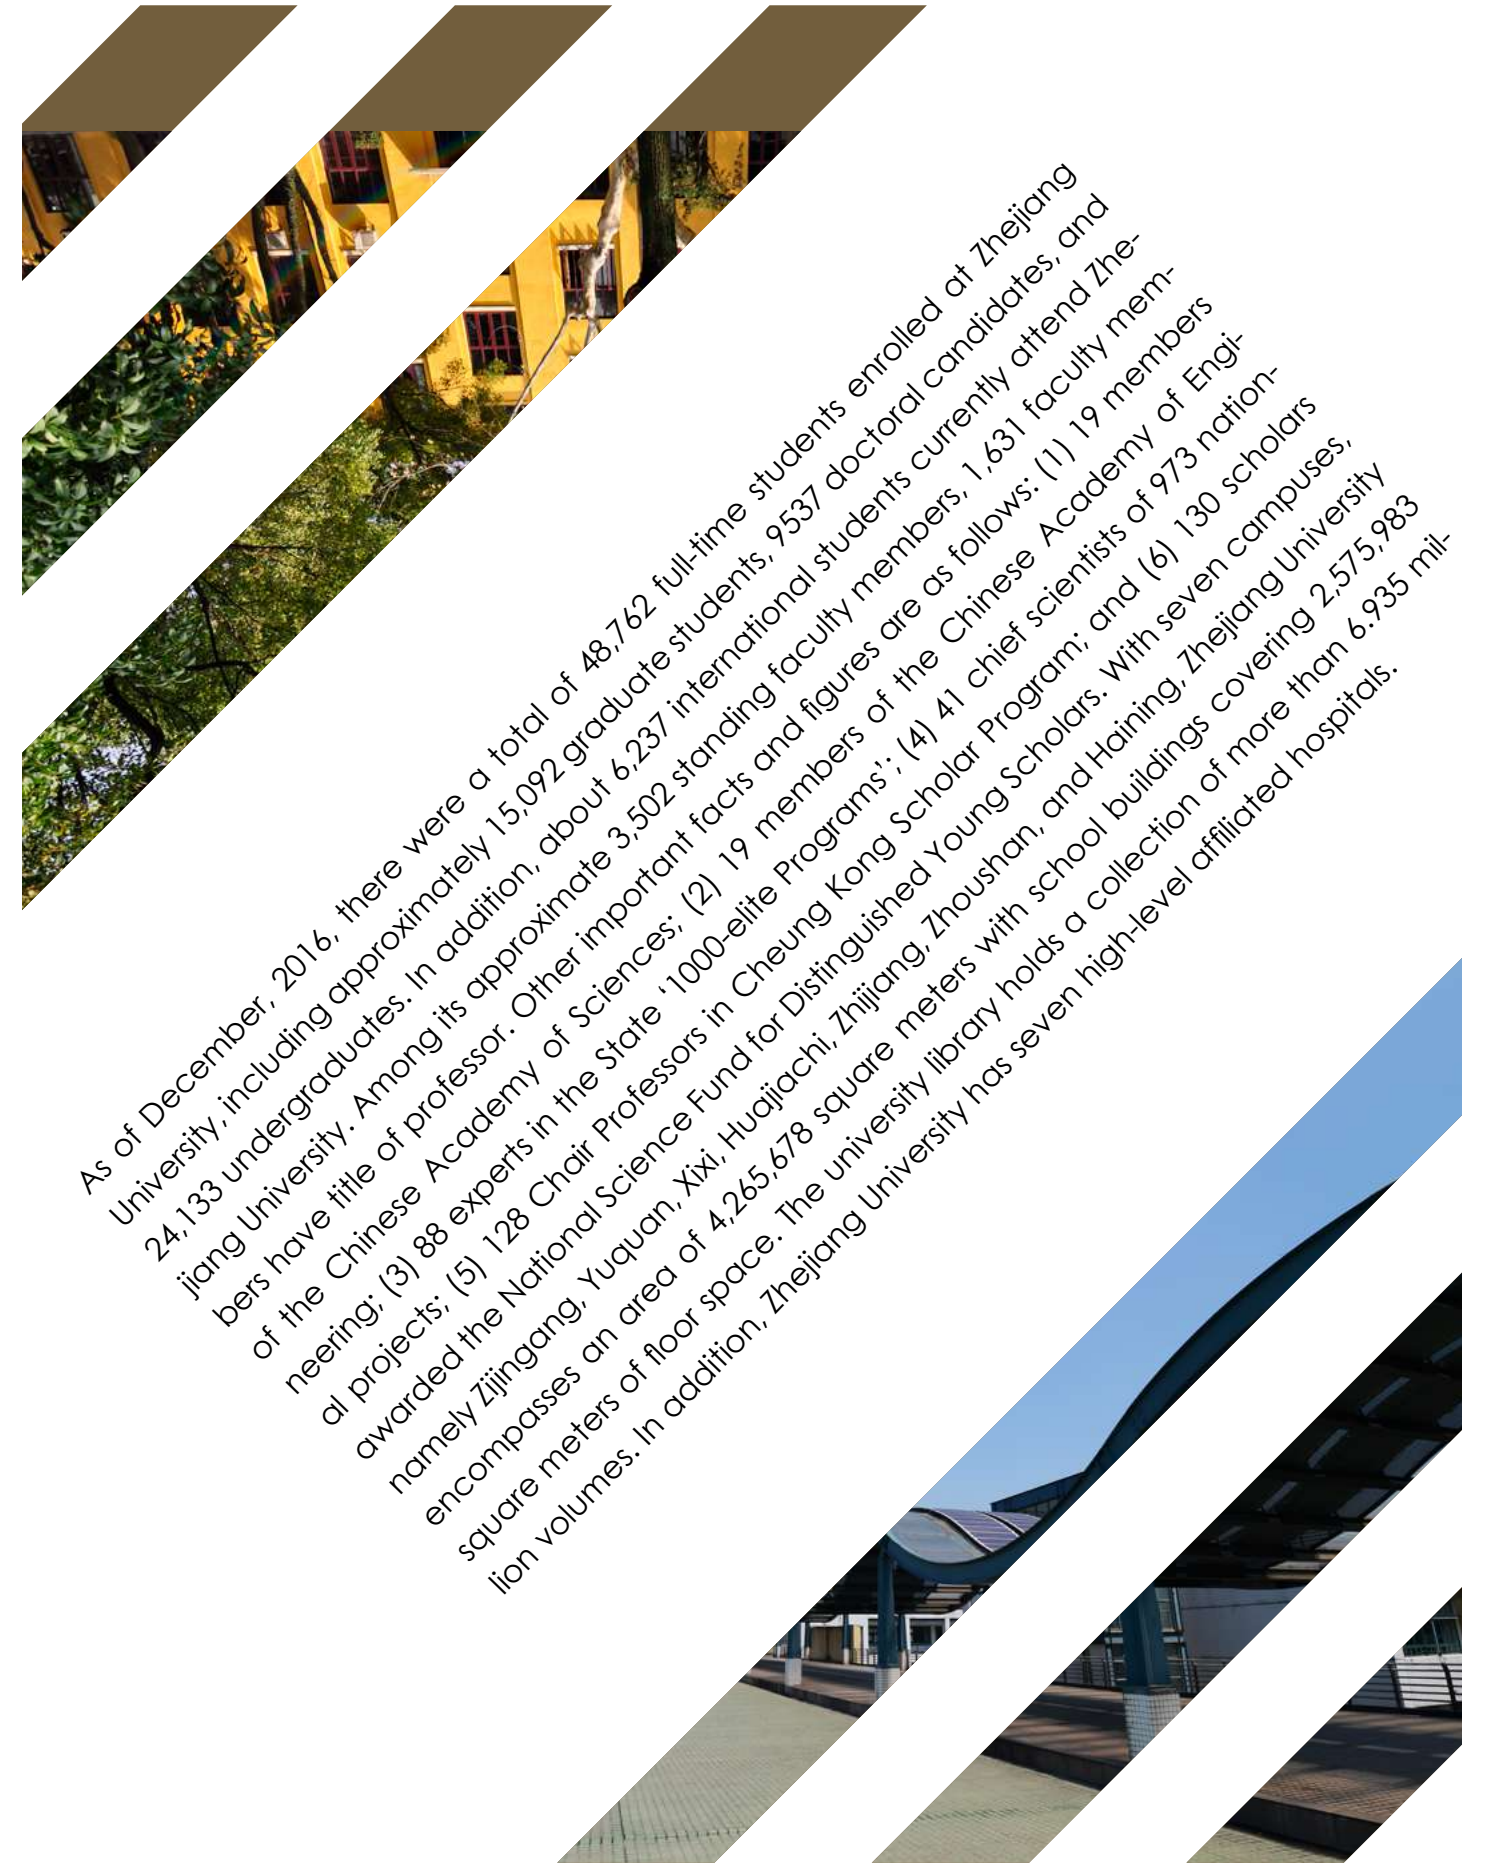 As of December, 2016, there were a total of 48,762 full-time students enrolled at Zhejiang
University, including approximately 15,092 graduate students, 9537 doctoral candidates, and
24,133 undergraduates. In addition, about 6,237 international students currently attend Zhe-
jiang University. Among its approximate 3,502 standing faculty members, 1,631 faculty mem-
bers have title of professor. Other important facts and figures are as follows: (1) 19 members
of the Chinese Academy of Sciences; (2) 19 members of the Chinese Academy of Engi-
neering; (3) 88 experts in the State ‘1000-elite Programs’; (4) 41 chief scientists of 973 nation-
al projects; (5) 128 Chair Professors in Cheung Kong Scholar Program; and (6) 130 scholars
awarded the National Science Fund for Distinguished Young Scholars. With seven campuses,
namely Zijingang, Yuquan, Xixi, Huajiachi, Zhijiang, Zhoushan, and Haining, Zhejiang University
encompasses an area of 4,265,678 square meters with school buildings covering 2,575,983
square meters of floor space. The university library holds a collection of more than 6.935 mil-
lion volumes. In addition, Zhejiang University has seven high-level affiliated hospitals.